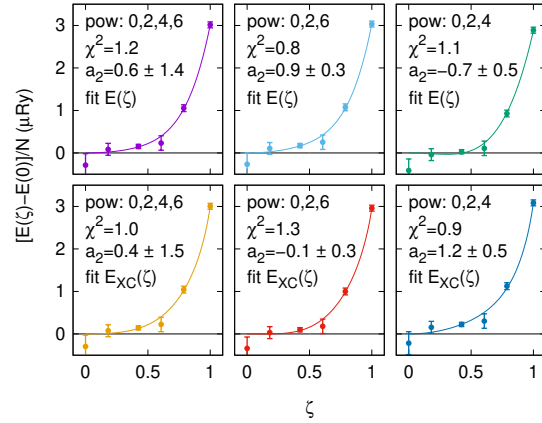 pow: 0,2,4,6
χ²=1.2
a₂=0.6 ± 1.4
fit E(ζ)
pow: 0,2,6
χ²=0.8
a₂=0.9 ± 0.3
fit E(ζ)
pow: 0,2,4
χ²=1.1
a₂=−0.7 ± 0.5
fit E(ζ)
3
2
1
0
[E(ζ)−E(0)]/N (μRy)
pow: 0,2,4,6
χ²=1.0
a₂=0.4 ± 1.5
fit E_XC(ζ)
pow: 0,2,6
χ²=1.3
a₂=−0.1 ± 0.3
fit E_XC(ζ)
pow: 0,2,4
χ²=0.9
a₂=1.2 ± 0.5
fit E_XC(ζ)
3
2
1
0
0 0.5 1
0 0.5 1
0 0.5 1
ζ